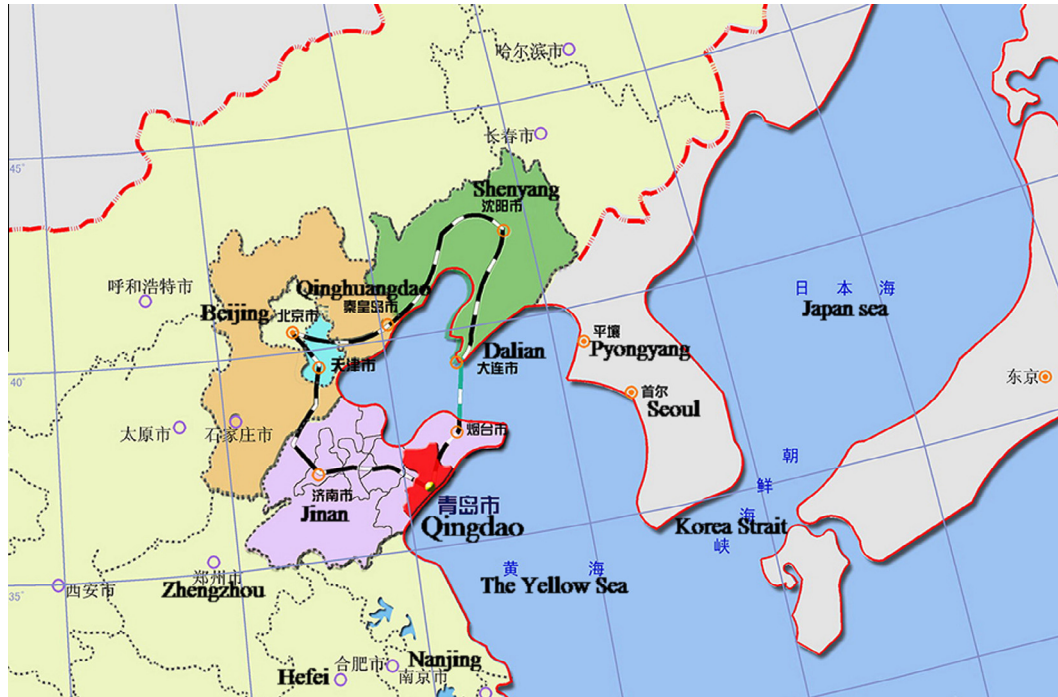 哈尔滨市
长春市
45°
Shenyang
沈阳市
呼和浩特市
Qinghuangdao
秦皇岛市
Beijing
北京市
日本海
Japan sea
平壤
Pyongyang
Dalian
大连市
天津市
40°
首尔
Seoul
东京
太原市
石家庄市
烟台市
济南市
Jinan
青岛市
Qingdao
朝鲜海峡
Korea Strait
黄海
The Yellow Sea
郑州市
Zhengzhou
西安市
35°
Nanjing
合肥市
南京市
Hefei